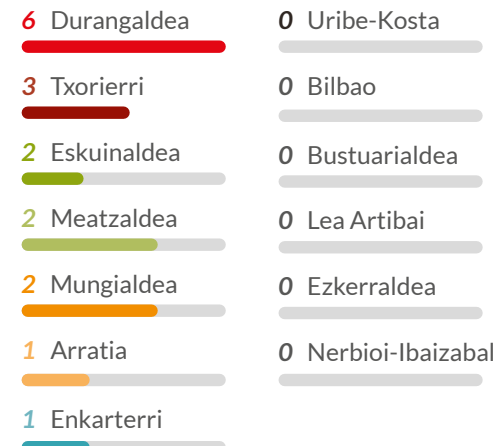 6 Durangaldea
3 Txorierri
2 Eskuinaldea
2 Meatzaldea
2 Mungialdea
1 Arratia
1 Enkarterri
0 Uribe-Kosta
0 Bilbao
0 Bustuarialdea
0 Lea Artibai
0 Ezkerraldea
0 Nerbioi-Ibaizabal